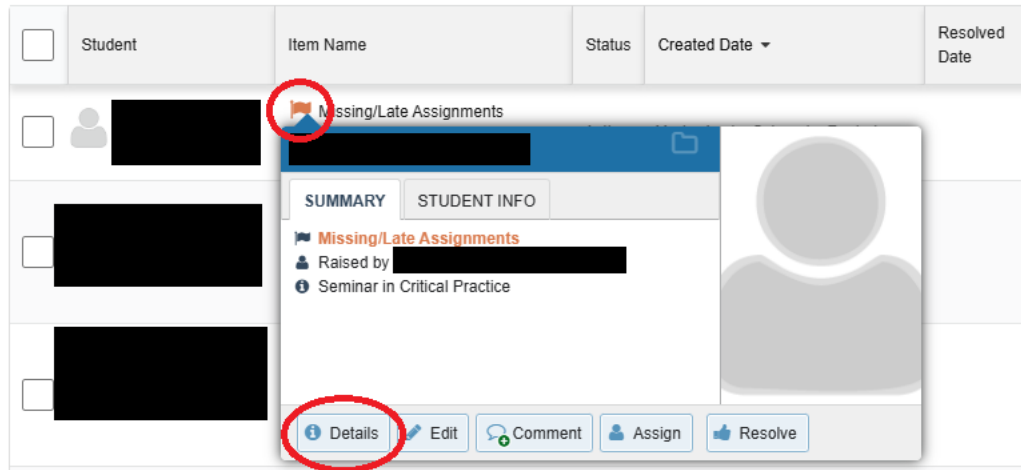 Student
Item Name
Status
Created Date
Resolved
Date
Missing/Late Assignments
SUMMARY
STUDENT INFO
Missing/Late Assignments
Raised by
Seminar in Critical Practice
Details
Edit
Comment
Assign
Resolve